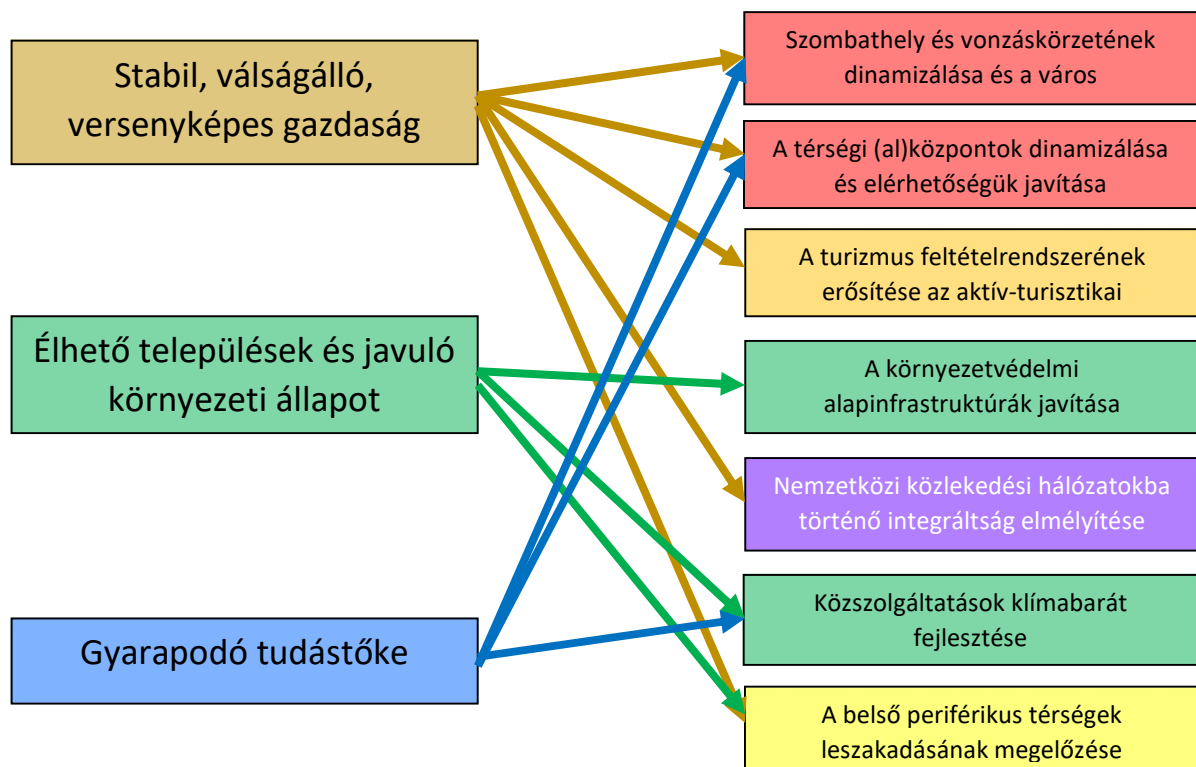 Stabil, válságálló,
versenyképes gazdaság
Élhető települések és javuló
környezeti állapot
Gyarapodó tudástőke
Szombathely és vonzáskörzetének
dinamizálása és a város
A térségi (al)központok dinamizálása
és elérhetőségük javítása
A turizmus feltételrendszerének
erősítése az aktív-turisztikai
A környezetvédelmi
alapinfrastruktúrák javítása
Nemzetközi közlekedési hálózatokba
történő integráltság elmélyítése
Közszolgáltatások klímabarát
fejlesztése
A belső periférikus térségek
leszakadásának megelőzése